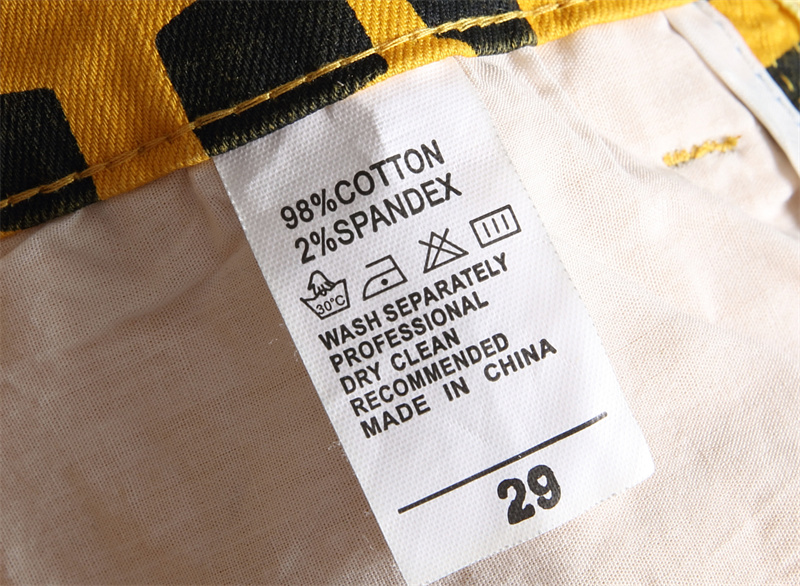 98%COTTON
2%SPANDEX
30°C
WASH SEPARATELY
PROFESSIONAL
DRY CLEAN
RECOMMENDED
MADE IN CHINA
29